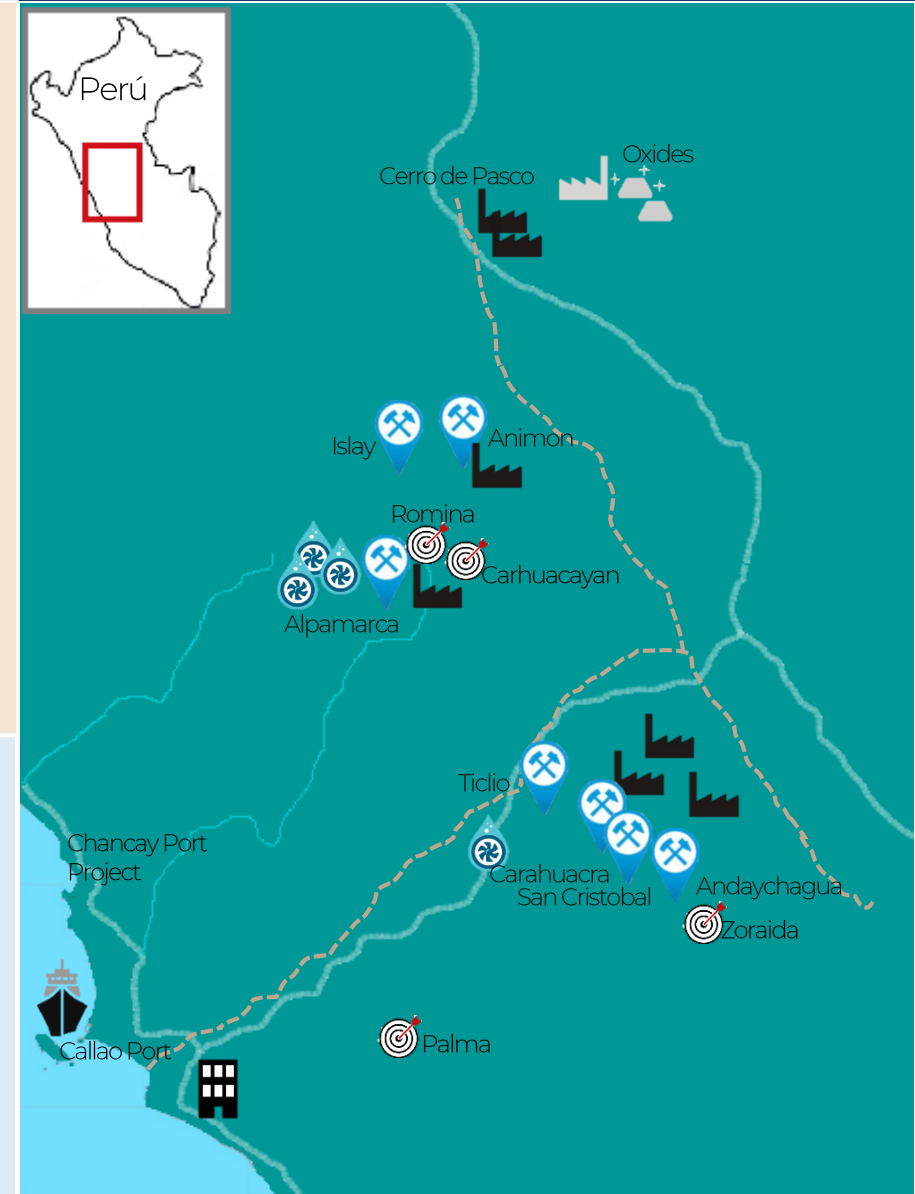 Perú
Oxides
Cerro de Pasco
Islay
Animon
Romina
Carhuacayan
Alpamarca
Ticlio
Chancay Port
Project
Carahuacra
San Cristobal
Andaychagua
Zoraida
Palma
Callao Port